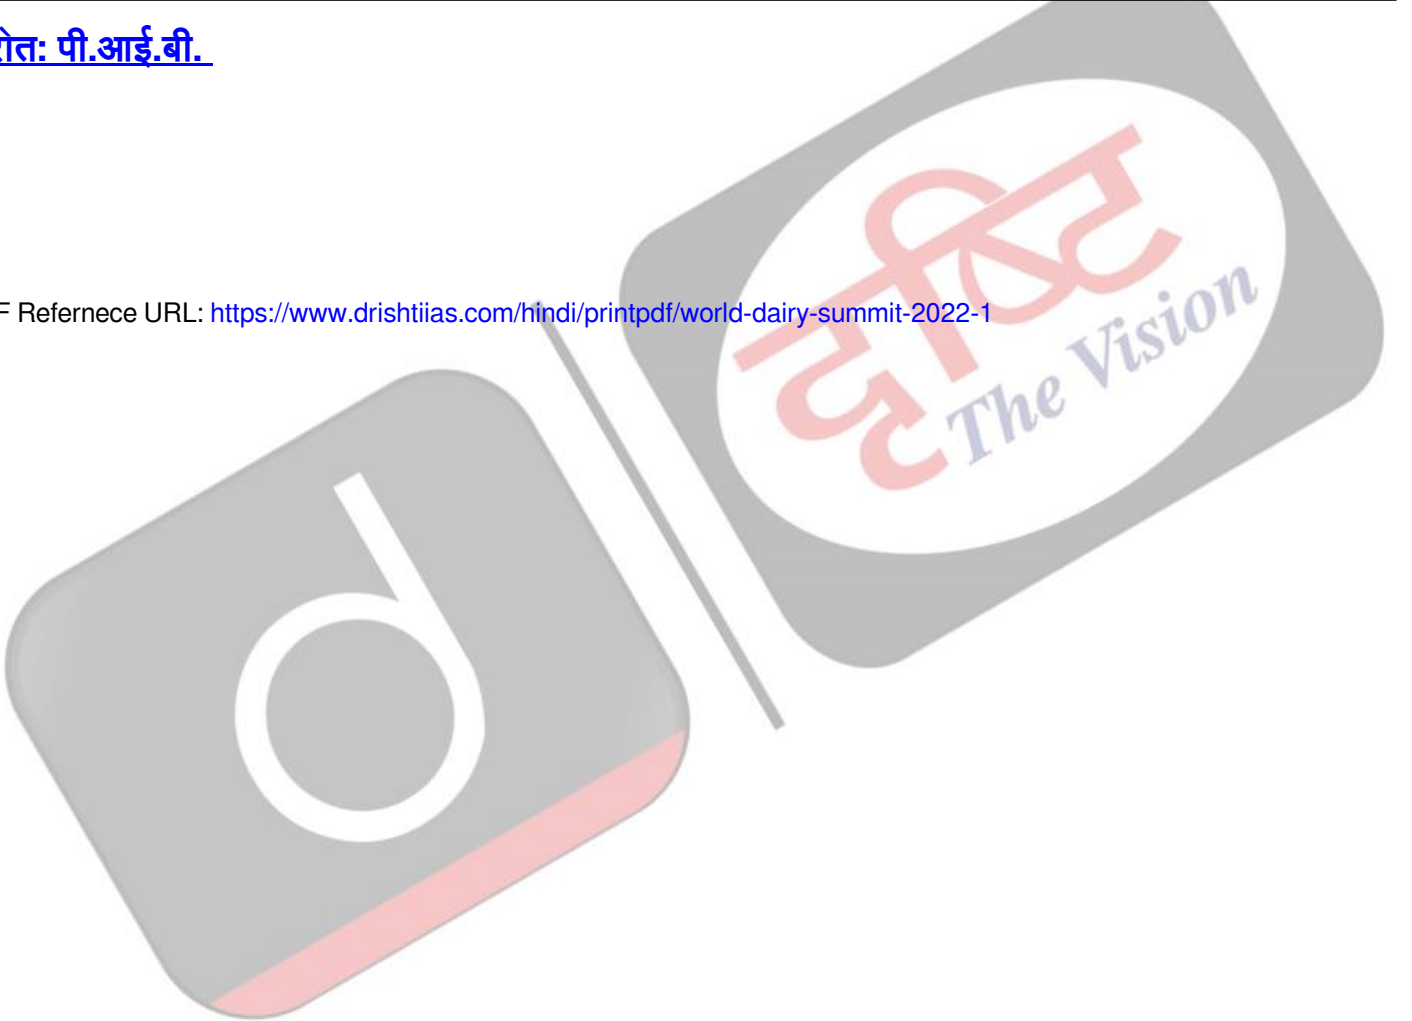 रोत: पी.आई.बी.
F Refernece URL: https://www.drishtiias.com/hindi/printpdf/world-dairy-summit-2022-1
दृष्टि
The Vision
d